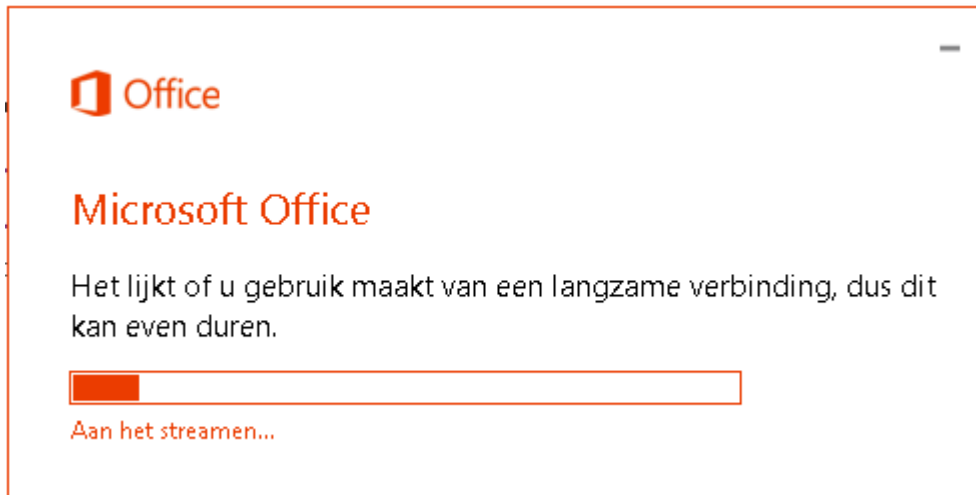 Office
Microsoft Office
Het lijkt of u gebruik maakt van een langzame verbinding, dus dit
kan even duren.
Aan het streamen...